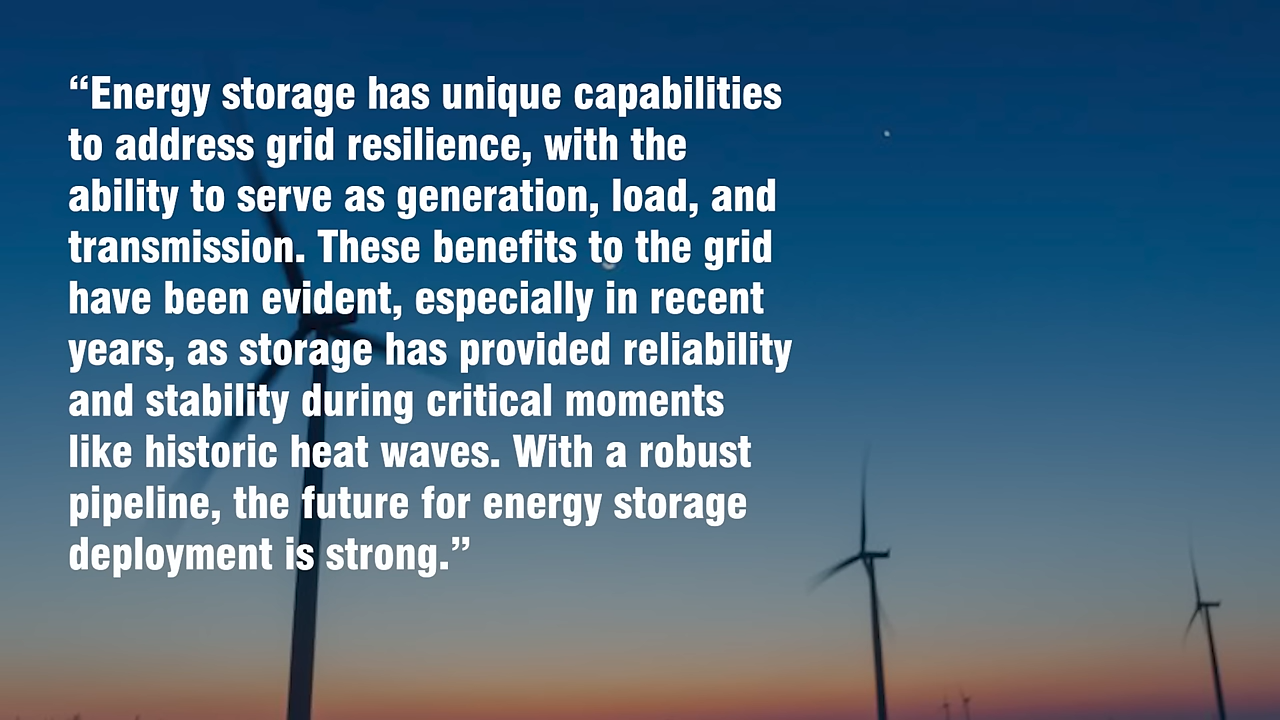 “Energy storage has unique capabilities
to address grid resilience, with the
ability to serve as generation, load, and
transmission. These benefits to the grid
have been evident, especially in recent
years, as storage has provided reliability
and stability during critical moments
like historic heat waves. With a robust
pipeline, the future for energy storage
deployment is strong.”